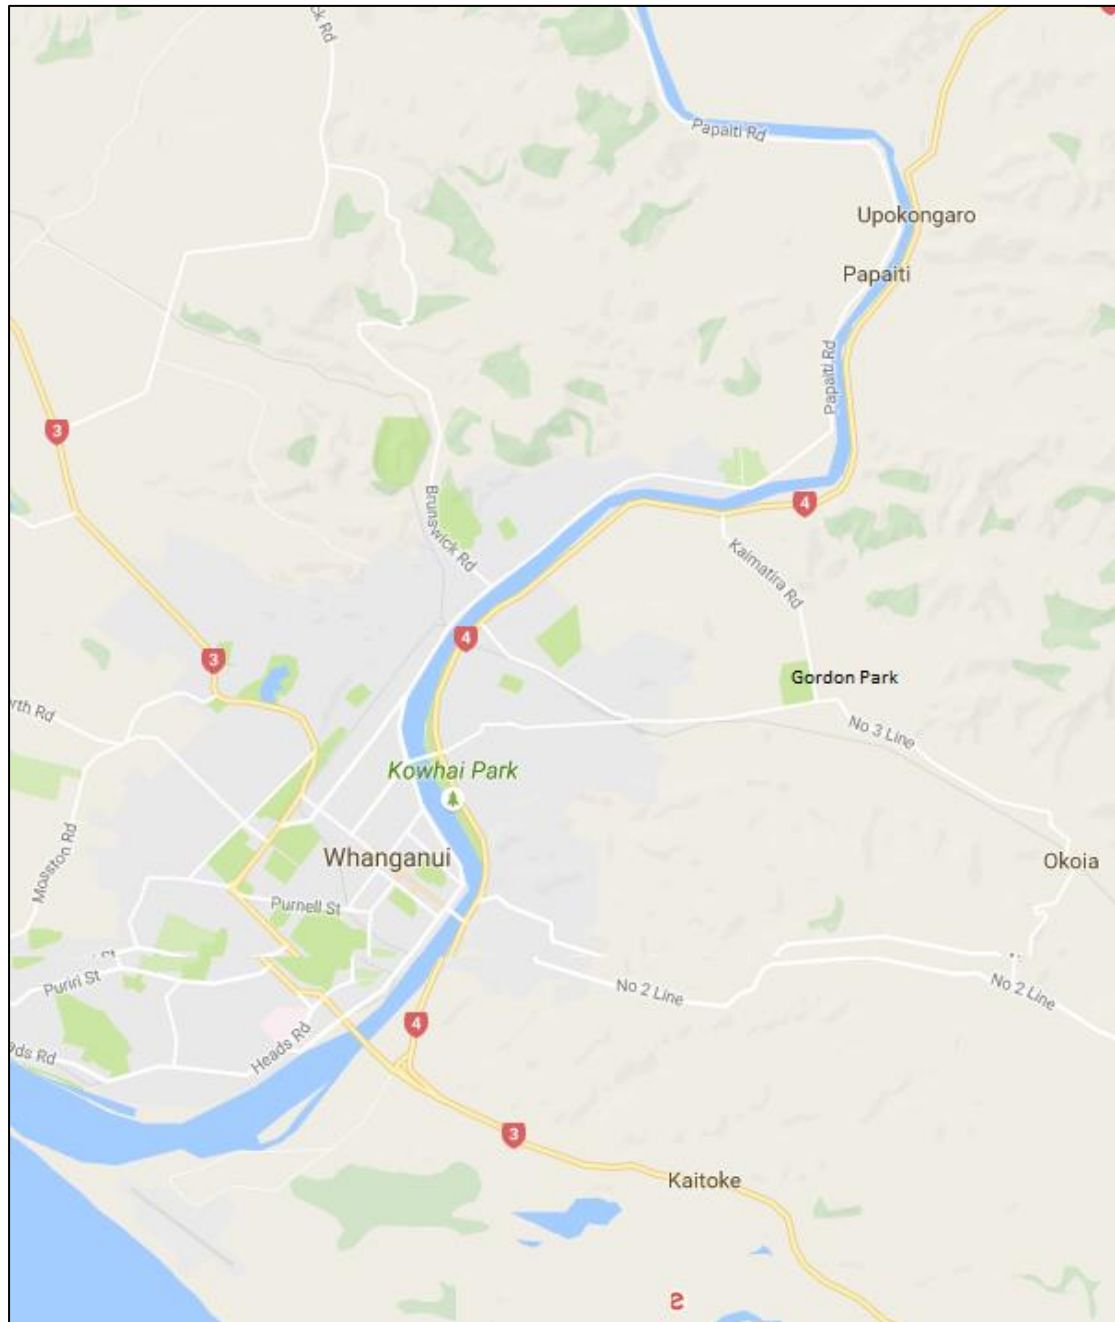 ck Rd
Papaiti Rd
Upokongaro
Papaiti
Papaiti Rd
3
4
Brunswick Rd
Kaimatira Rd
4
3
Gordon Park
rth Rd
No 3 Line
Kowhai Park
Mosston Rd
Whanganui
Okoia
Purnell St
St
Puriri St
No 2 Line
No 2 Line
4
Heads Rd
ads Rd
3
Kaitoke